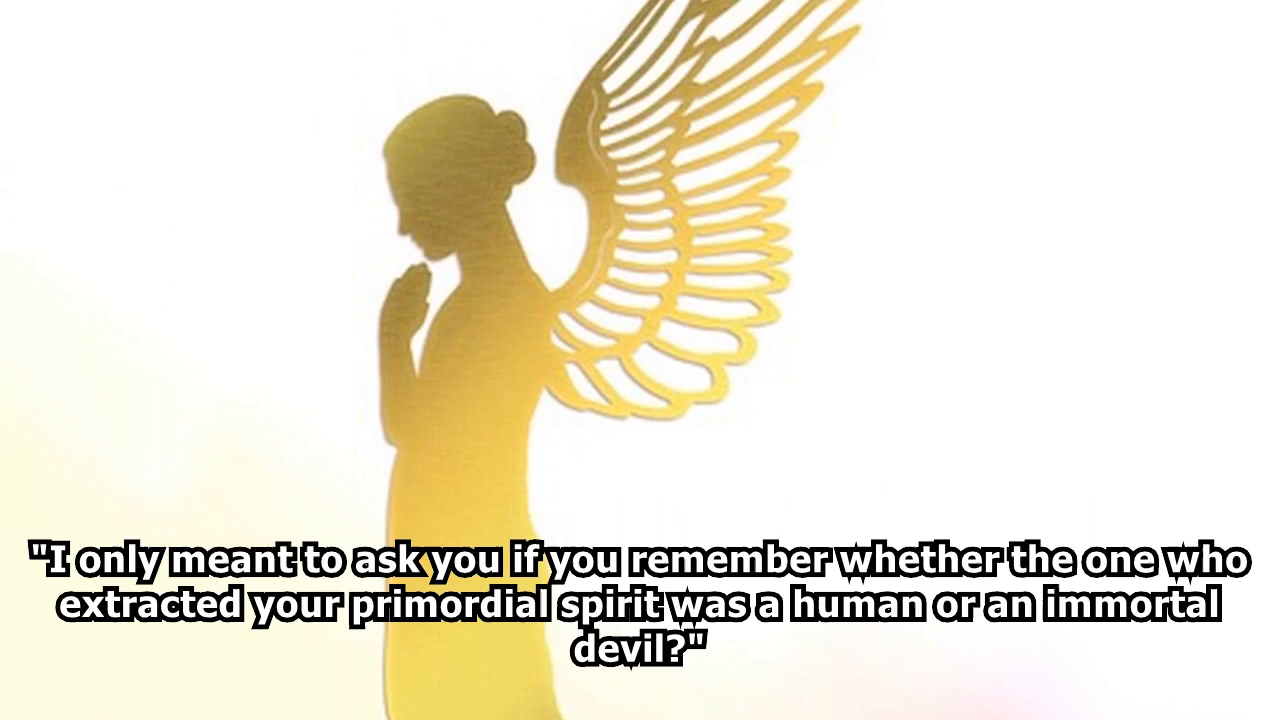 "I only meant to ask you if you remember whether the one who
extracted your primordial spirit was a human or an immortal
devil?"